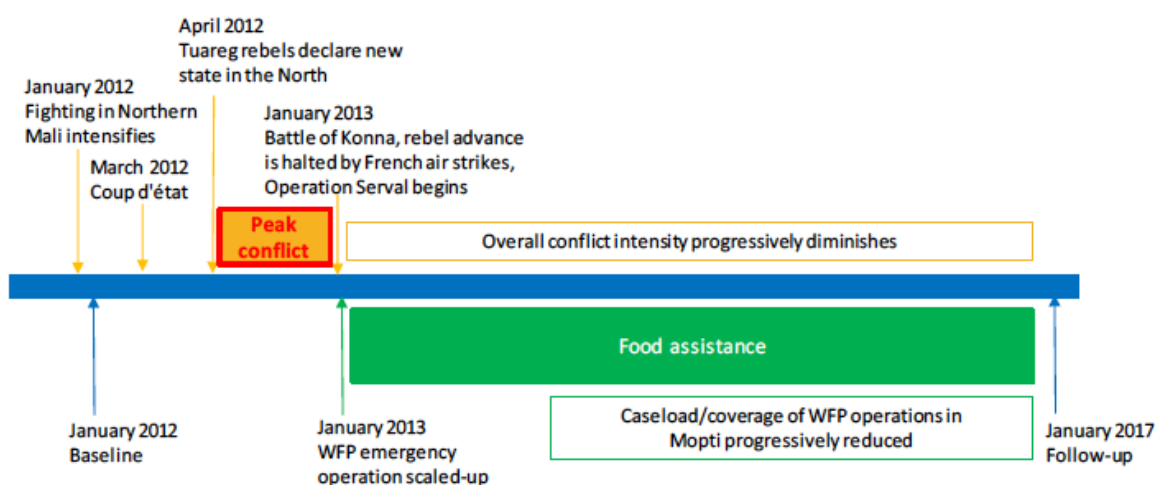 April 2012
Tuareg rebels declare new
state in the North
January 2012
Fighting in Northern
Mali intensifies
January 2013
Battle of Konna, rebel advance
is halted by French air strikes,
Operation Serval begins
March 2012
Coup d'état
Peak
conflict
Overall conflict intensity progressively diminishes
Food assistance
Caseload/coverage of WFP operations in
Mopti progressively reduced
January 2012
Baseline
January 2013
WFP emergency
operation scaled-up
January 2017
Follow-up